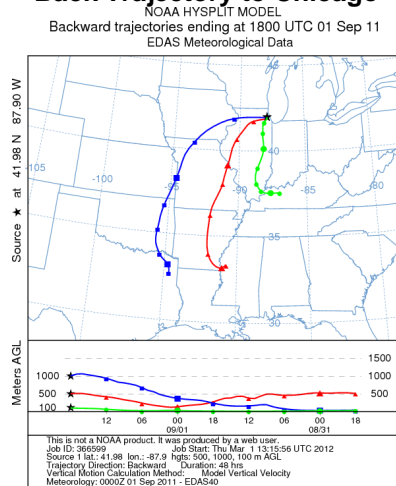 Back Trajectory to Chicago
NOAA HYSPLIT MODEL
Backward trajectories ending at 1800 UTC 01 Sep 11
EDAS Meteorological Data
Source ★ at 41.98 N 87.90 W
45
-105
-100
-95
-90
-85
-80
40
35
30
Meters AGL
1500
1000
1000
500
500
100
12 06 00 18 12 06 00 18
09/01 08/31
This is not a NOAA product. It was produced by a web user.
Job ID: 366599 Job Start: Thu Mar 1 13:15:56 UTC 2012
Source 1 lat.: 41.98 lon.: -87.9 hgts: 500, 1000, 100 m AGL
Trajectory Direction: Backward Duration: 48 hrs
Vertical Motion Calculation Method: Model Vertical Velocity
Meteorology: 0000Z 01 Sep 2011 - EDAS40